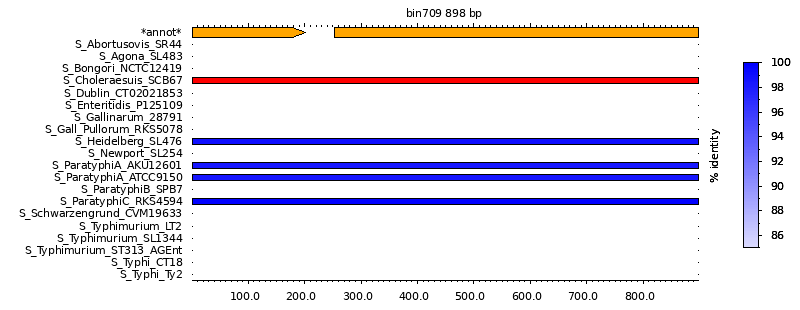 bin709 898 bp
*annot*
S_Abortusovis_SR44
S_Agona_SL483
S_Bongori_NCTC12419
S_Choleraesuis_SCB67
S_Dublin_CT02021853
S_Enteritidis_P125109
S_Gallinarum_28791
S_Gall_Pullorum_RKS5078
S_Heidelberg_SL476
S_Newport_SL254
S_ParatyphiA_AKU12601
S_ParatyphiA_ATCC9150
S_ParatyphiB_SPB7
S_ParatyphiC_RKS4594
S_Schwarzengrund_CVM19633
S_Typhimurium_LT2
S_Typhimurium_SL1344
S_Typhimurium_ST313_AGEnt
S_Typhi_CT18
S_Typhi_Ty2
100.0 200.0 300.0 400.0 500.0 600.0 700.0 800.0
% identity
100
98
96
94
92
90
88
86